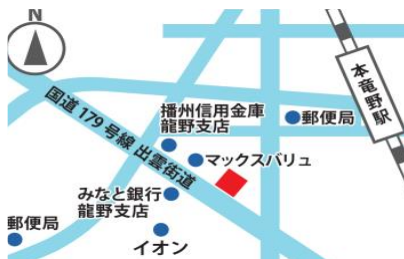 N
本竜野駅
国道179号線 出雲街道
播州信用金庫
龍野支店
郵便局
マックスバリュ
みなと銀行
龍野支店
郵便局
イオン